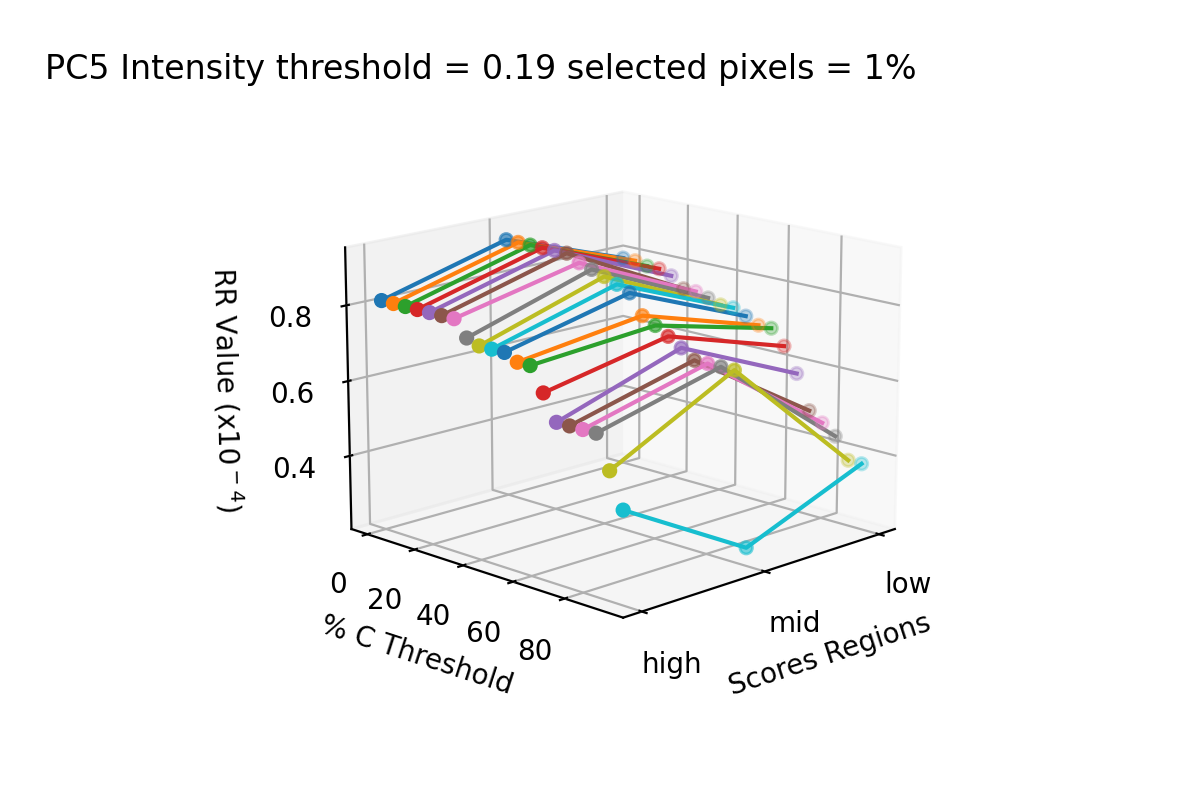 PC5 Intensity threshold = 0.19 selected pixels = 1%
RR Value (x10⁻⁴)
0.8
0.6
0.4
0
20
40
60
80
% C Threshold
high
mid
low
Scores Regions